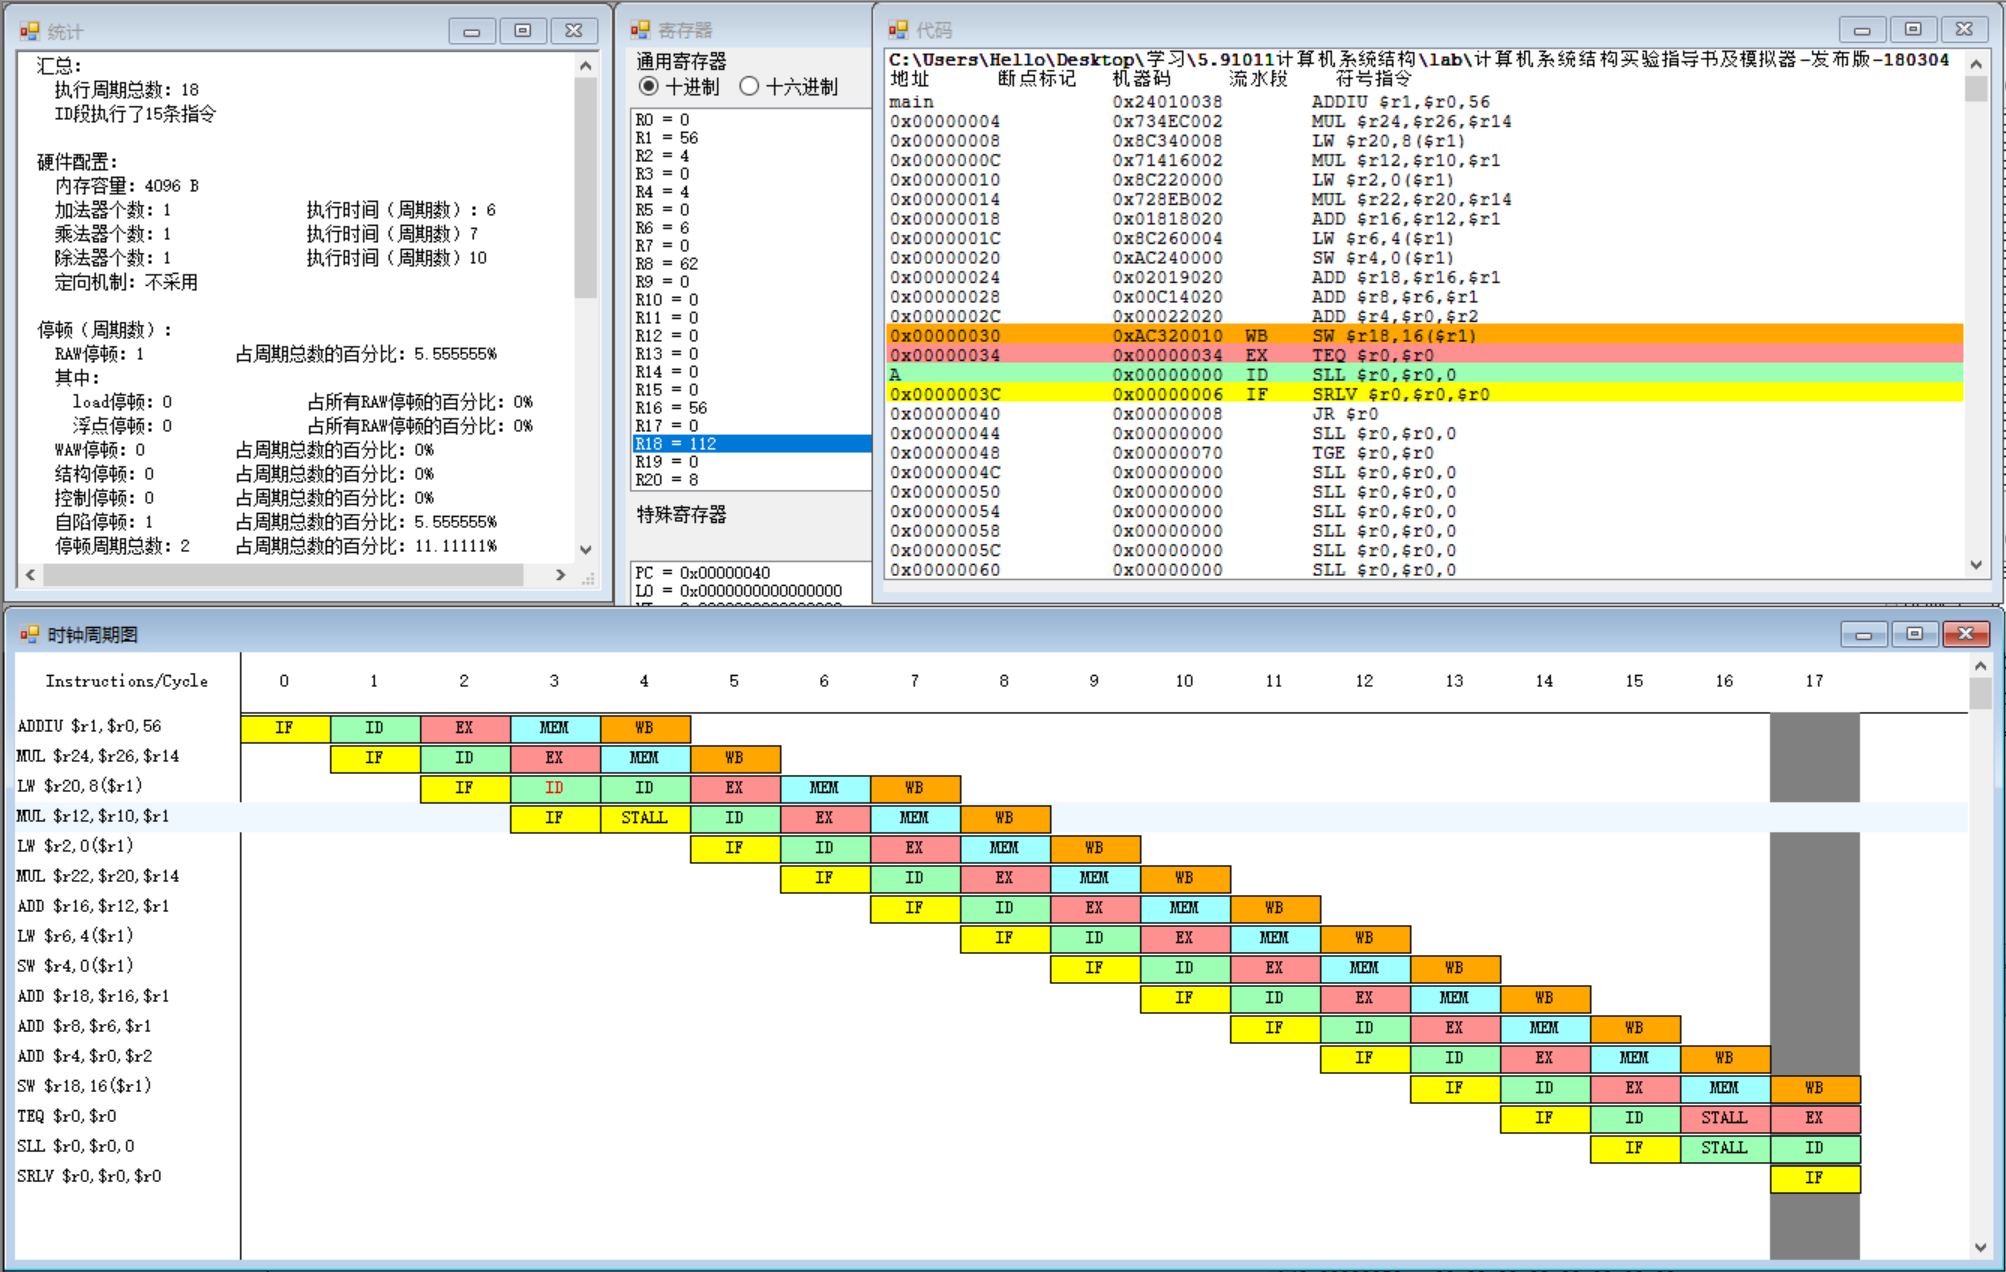 统计
汇总:
执行周期总数: 18
ID段执行了15条指令
硬件配置:
内存容量: 4096 B
加法器个数: 1 执行时间（周期数）: 6
乘法器个数: 1 执行时间（周期数）7
除法器个数: 1 执行时间（周期数）10
定向机制: 不采用
停顿（周期数）:
RAW停顿: 1 占周期总数的百分比: 5.555555%
其中:
load停顿: 0 占所有RAW停顿的百分比: 0%
浮点停顿: 0 占所有RAW停顿的百分比: 0%
WAW停顿: 0 占周期总数的百分比: 0%
结构停顿: 0 占周期总数的百分比: 0%
控制停顿: 0 占周期总数的百分比: 0%
自陷停顿: 1 占周期总数的百分比: 5.555555%
停顿周期总数: 2 占周期总数的百分比: 11.11111%
寄存器
通用寄存器
十进制 十六进制
R0 = 0
R1 = 56
R2 = 4
R3 = 0
R4 = 4
R5 = 0
R6 = 6
R7 = 0
R8 = 62
R9 = 0
R10 = 0
R11 = 0
R12 = 0
R13 = 0
R14 = 0
R15 = 0
R16 = 56
R17 = 0
R18 = 112
R19 = 0
R20 = 8
特殊寄存器
PC = 0x00000040
LO = 0x0000000000000000
代码
C:\Users\Hello\Desktop\学习\5.91011计算机系统结构\lab\计算机系统结构实验指导书及模拟器-发布版-180304
地址 断点标记 机器码 流水段 符号指令
main 0x24010038 ADDIU $r1,$r0,56
0x00000004 0x734EC002 MUL $r24,$r26,$r14
0x00000008 0x8C340008 LW $r20,8($r1)
0x0000000C 0x71416002 MUL $r12,$r10,$r1
0x00000010 0x8C220000 LW $r2,0($r1)
0x00000014 0x728EB002 MUL $r22,$r20,$r14
0x00000018 0x01818020 ADD $r16,$r12,$r1
0x0000001C 0x8C260004 LW $r6,4($r1)
0x00000020 0xAC240000 SW $r4,0($r1)
0x00000024 0x02019020 ADD $r18,$r16,$r1
0x00000028 0x00C14020 ADD $r8,$r6,$r1
0x0000002C 0x00022020 ADD $r4,$r0,$r2
0x00000030 0xAC320010 WB SW $r18,16($r1)
0x00000034 0x00000034 EX TEQ $r0,$r0
A 0x00000000 ID SLL $r0,$r0,0
0x0000003C 0x00000006 IF SRLV $r0,$r0,$r0
0x00000040 0x00000008 JR $r0
0x00000044 0x00000000 SLL $r0,$r0,0
0x00000048 0x00000070 TGE $r0,$r0
0x0000004C 0x00000000 SLL $r0,$r0,0
0x00000050 0x00000000 SLL $r0,$r0,0
0x00000054 0x00000000 SLL $r0,$r0,0
0x00000058 0x00000000 SLL $r0,$r0,0
0x0000005C 0x00000000 SLL $r0,$r0,0
0x00000060 0x00000000 SLL $r0,$r0,0
时钟周期图
Instructions/Cycle 0 1 2 3 4 5 6 7 8 9 10 11 12 13 14 15 16 17
ADDIU $r1,$r0,56 IF ID EX MEM WB
MUL $r24,$r26,$r14 IF ID EX MEM WB
LW $r20,8($r1) IF ID ID EX MEM WB
MUL $r12,$r10,$r1 IF STALL ID EX MEM WB
LW $r2,0($r1) IF ID EX MEM WB
MUL $r22,$r20,$r14 IF ID EX MEM WB
ADD $r16,$r12,$r1 IF ID EX MEM WB
LW $r6,4($r1) IF ID EX MEM WB
SW $r4,0($r1) IF ID EX MEM WB
ADD $r18,$r16,$r1 IF ID EX MEM WB
ADD $r8,$r6,$r1 IF ID EX MEM WB
ADD $r4,$r0,$r2 IF ID EX MEM WB
SW $r18,16($r1) IF ID EX MEM WB
TEQ $r0,$r0 IF ID STALL EX
SLL $r0,$r0,0 IF STALL ID
SRLV $r0,$r0,$r0 IF